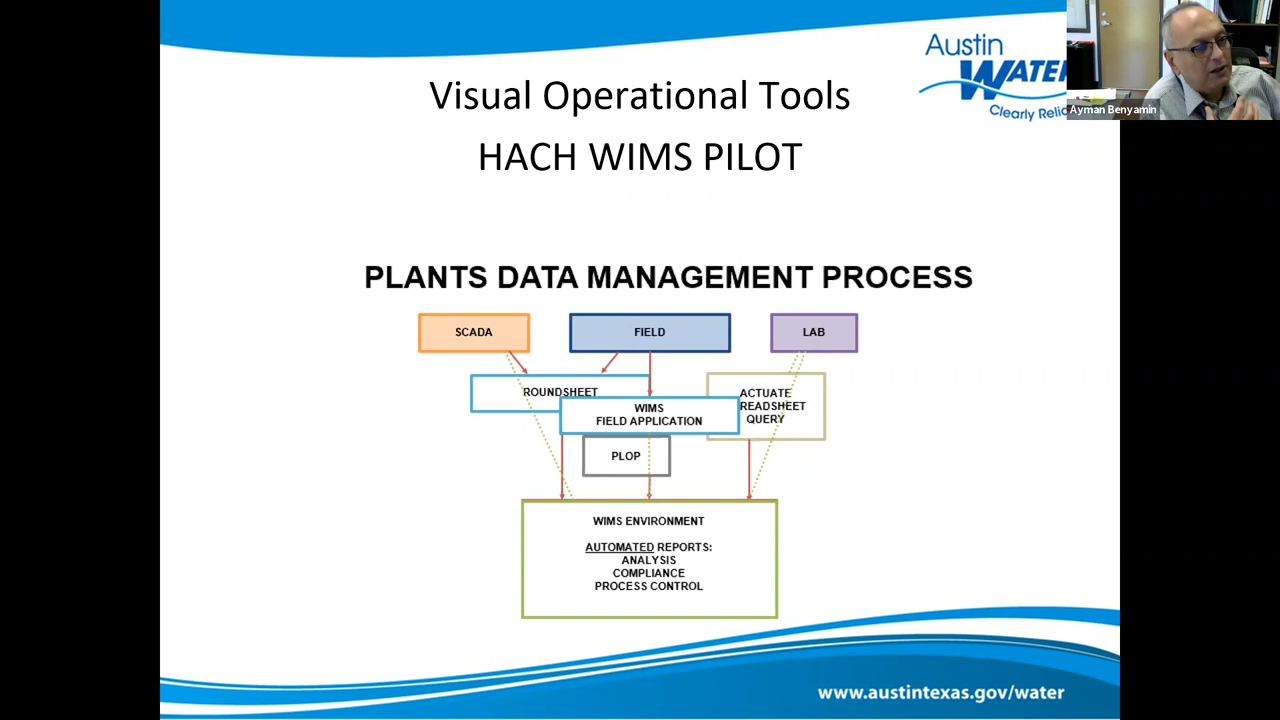 Austin
WATER
Clearly Relia
Ayman Benyamin
Visual Operational Tools
HACH WIMS PILOT
PLANTS DATA MANAGEMENT PROCESS
SCADA
FIELD
LAB
ROUNDSHEET
ACTUATE
READSHEET
QUERY
WIMS
FIELD APPLICATION
PLOP
WIMS ENVIRONMENT
AUTOMATED REPORTS:
ANALYSIS
COMPLIANCE
PROCESS CONTROL
www.austintexas.gov/water